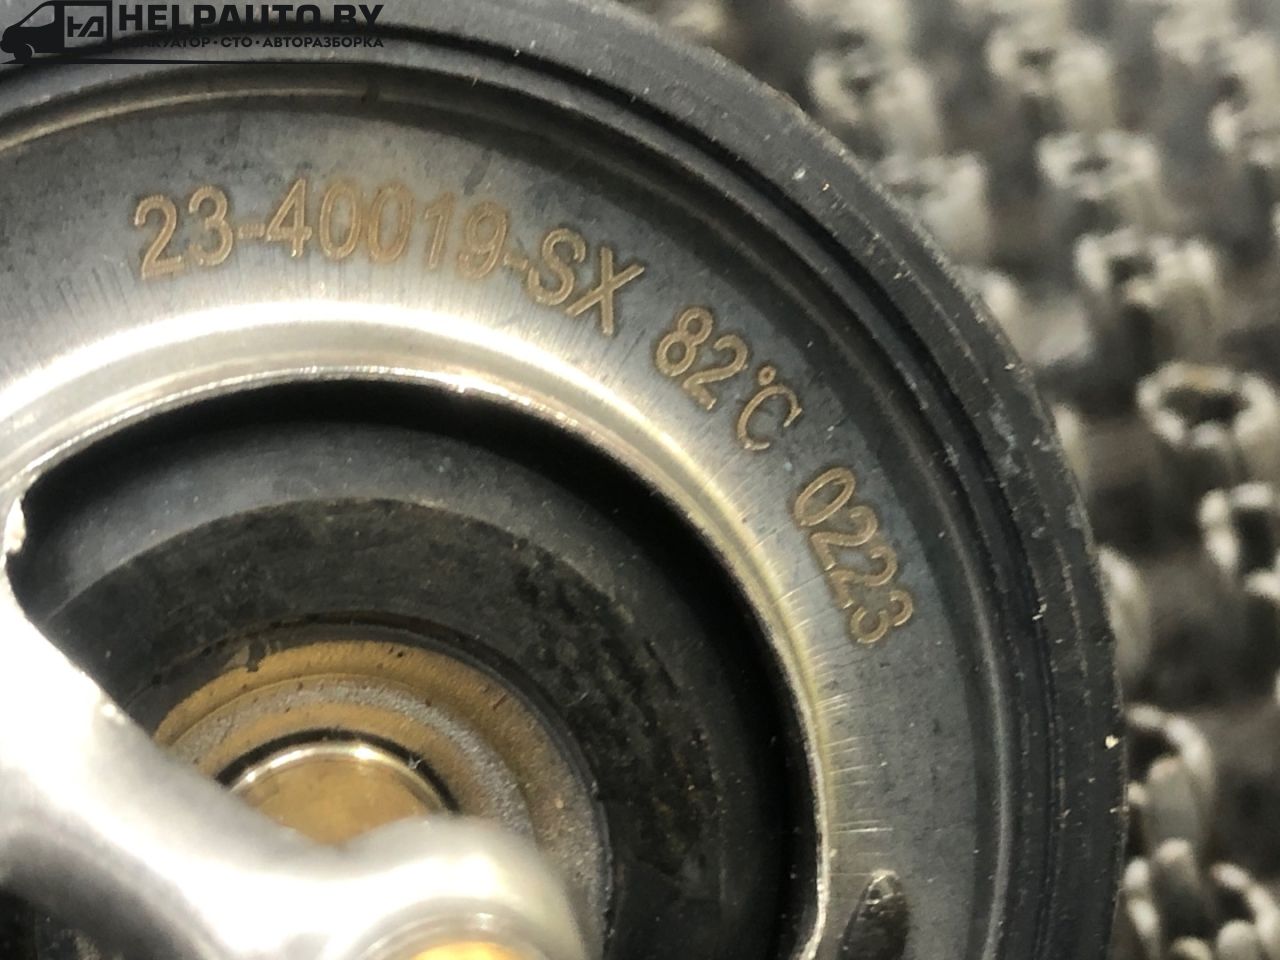 HELPAUTO.BY
ЭВАКУАТОР · СТО · АВТОРАЗБОРКА
23-40019-SX 82°C 0223